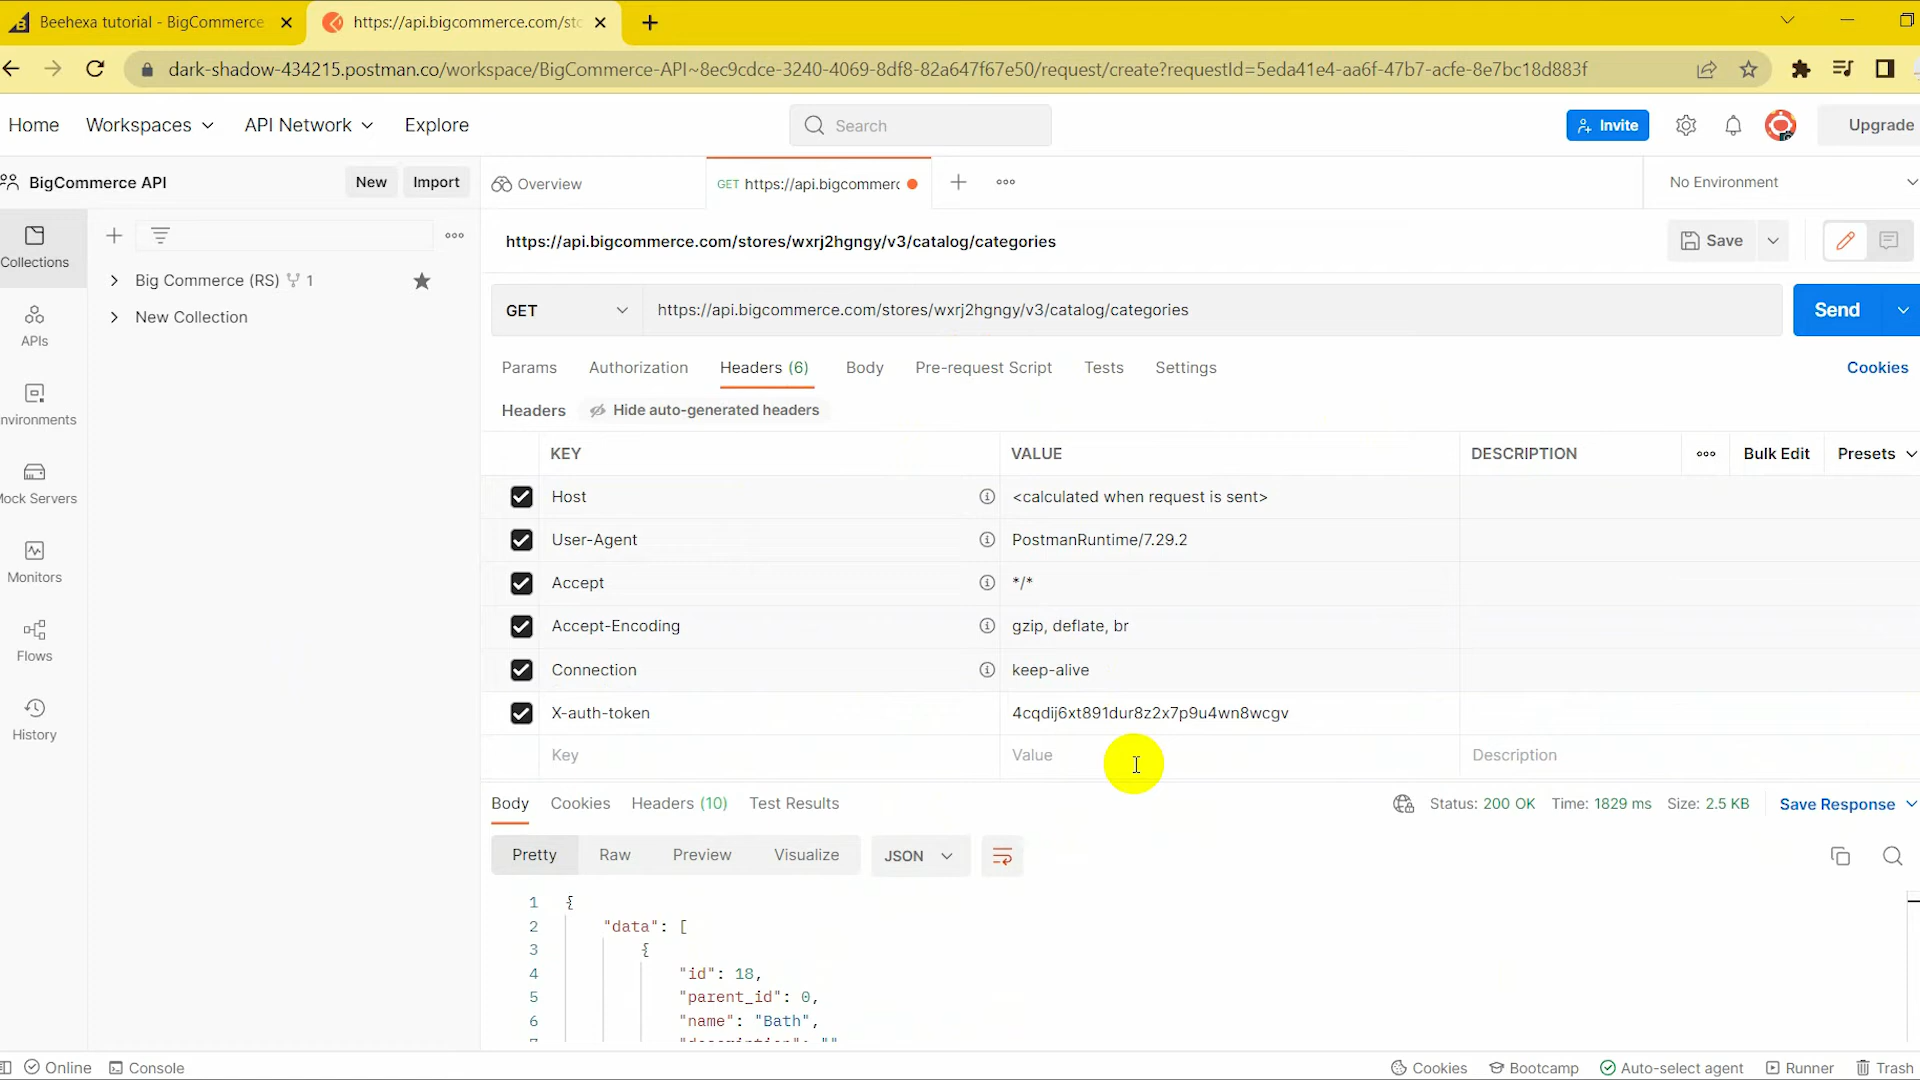 Beehexa tutorial - BigCommerce
https://api.bigcommerce.com/sto
dark-shadow-434215.postman.co/workspace/BigCommerce-API~8ec9cdce-3240-4069-8df8-82a647f67e50/request/create?requestId=5eda41e4-aa6f-47b7-acfe-8e7bc18d883f
Home Workspaces API Network Explore Search Invite Upgrade
BigCommerce API New Import Overview GET https://api.bigcommerc No Environment
Collections
Big Commerce (RS) 1
New Collection
APIs
nvironments
ock Servers
Monitors
Flows
History
https://api.bigcommerce.com/stores/wxrj2hgngy/v3/catalog/categories Save
GET https://api.bigcommerce.com/stores/wxrj2hgngy/v3/catalog/categories Send
Params Authorization Headers (6) Body Pre-request Script Tests Settings Cookies
Headers Hide auto-generated headers
KEY VALUE DESCRIPTION Bulk Edit Presets
Host <calculated when request is sent>
User-Agent PostmanRuntime/7.29.2
Accept */*
Accept-Encoding gzip, deflate, br
Connection keep-alive
X-auth-token 4cqdij6xt891dur8z2x7p9u4wn8wcgv
Key Value Description
Body Cookies Headers (10) Test Results Status: 200 OK Time: 1829 ms Size: 2.5 KB Save Response
Pretty Raw Preview Visualize JSON
1 {
2 "data": [
3 {
4 "id": 18,
5 "parent_id": 0,
6 "name": "Bath",
7 "description": ""
Online Console Cookies Bootcamp Auto-select agent Runner Trash